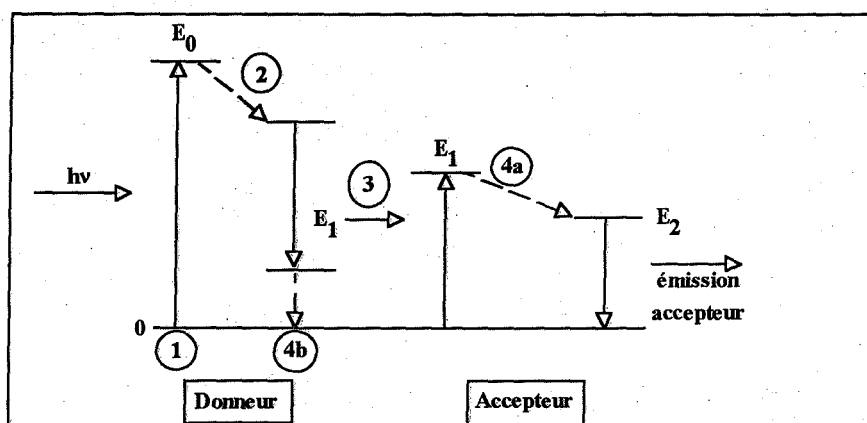 E0
2
E1
4a
hν
3
E1
E2
émission
accepteur
0
1
4b
Donneur
Accepteur